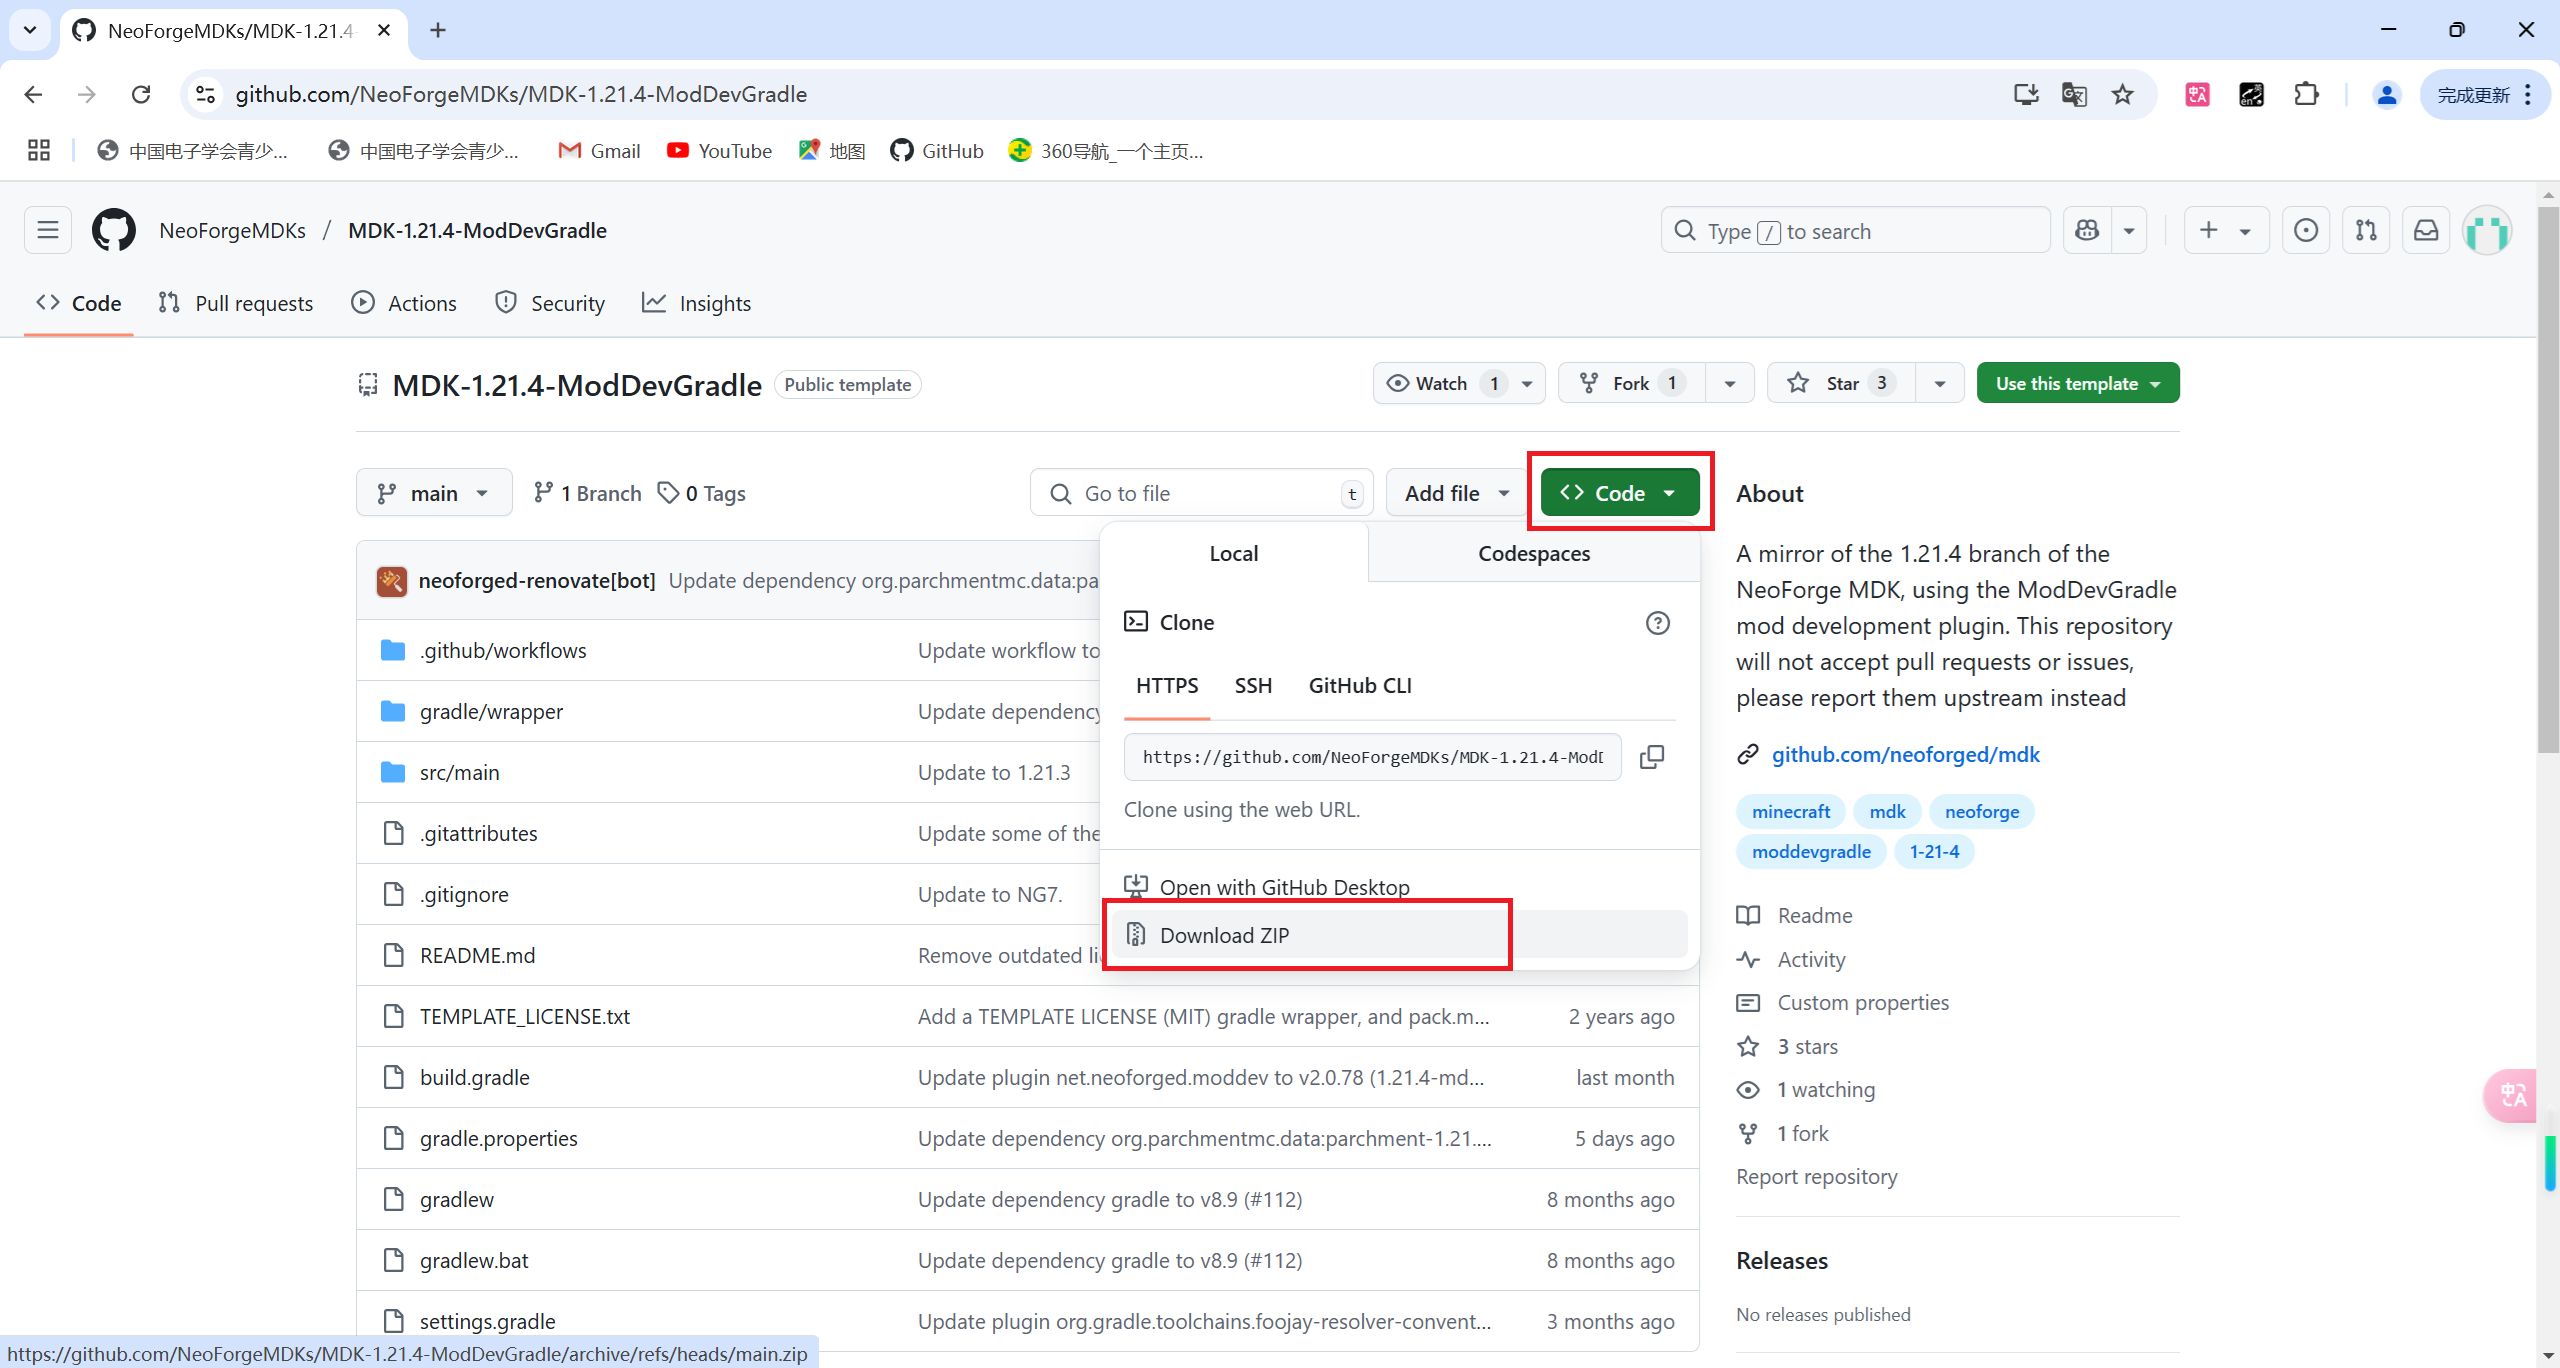 NeoForgeMDKs/MDK-1.21.4-
github.com/NeoForgeMDKs/MDK-1.21.4-ModDevGradle
完成更新
中国电子学会青少...
中国电子学会青少...
Gmail
YouTube
地图
GitHub
360导航_一个主页...
NeoForgeMDKs / MDK-1.21.4-ModDevGradle
Type / to search
Code
Pull requests
Actions
Security
Insights
MDK-1.21.4-ModDevGradle Public template
Watch 1
Fork 1
Star 3
Use this template
main
1 Branch
0 Tags
Go to file t
Add file
<> Code
Local
Codespaces
Clone
HTTPS
SSH
GitHub CLI
https://github.com/NeoForgeMDKs/MDK-1.21.4-ModD
Clone using the web URL.
Open with GitHub Desktop
Download ZIP
neoforged-renovate[bot] Update dependency org.parchmentmc.data:pa
.github/workflows Update workflow to
gradle/wrapper Update dependency
src/main Update to 1.21.3
.gitattributes Update some of the
.gitignore Update to NG7.
README.md Remove outdated li
TEMPLATE_LICENSE.txt Add a TEMPLATE LICENSE (MIT) gradle wrapper, and pack.m... 2 years ago
build.gradle Update plugin net.neoforged.moddev to v2.0.78 (1.21.4-md... last month
gradle.properties Update dependency org.parchmentmc.data:parchment-1.21.... 5 days ago
gradlew Update dependency gradle to v8.9 (#112) 8 months ago
gradlew.bat Update dependency gradle to v8.9 (#112) 8 months ago
settings.gradle Update plugin org.gradle.toolchains.foojay-resolver-convent... 3 months ago
About
A mirror of the 1.21.4 branch of the
NeoForge MDK, using the ModDevGradle
mod development plugin. This repository
will not accept pull requests or issues,
please report them upstream instead
github.com/neoforged/mdk
minecraft mdk neoforge
moddevgradle 1-21-4
Readme
Activity
Custom properties
3 stars
1 watching
1 fork
Report repository
Releases
No releases published
https://github.com/NeoForgeMDKs/MDK-1.21.4-ModDevGradle/archive/refs/heads/main.zip